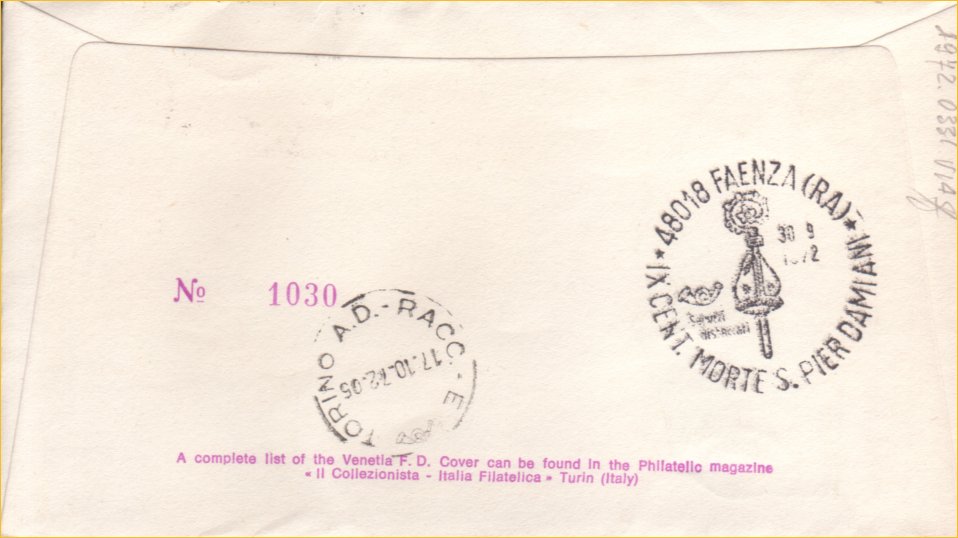 48018 FAENZA (RA) * IX CENT. MORTE S. PIER DAMIANI *
30 9
Nº 1030
TORINO A.D. - RACC. - E
17.10.72.05
A complete list of the Venetia F. D. Cover can be found in the Philatelic magazine
« Il Collezionista - Italia Filatelica » Turin (Italy)